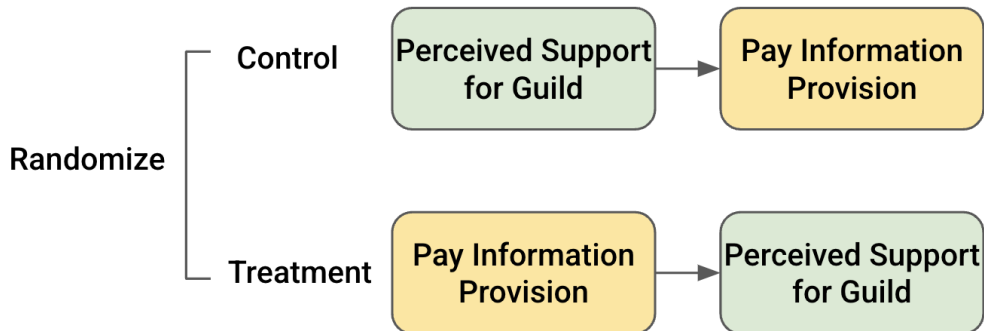 Randomize
Control
Perceived Support
for Guild
Pay Information
Provision
Treatment
Pay Information
Provision
Perceived Support
for Guild